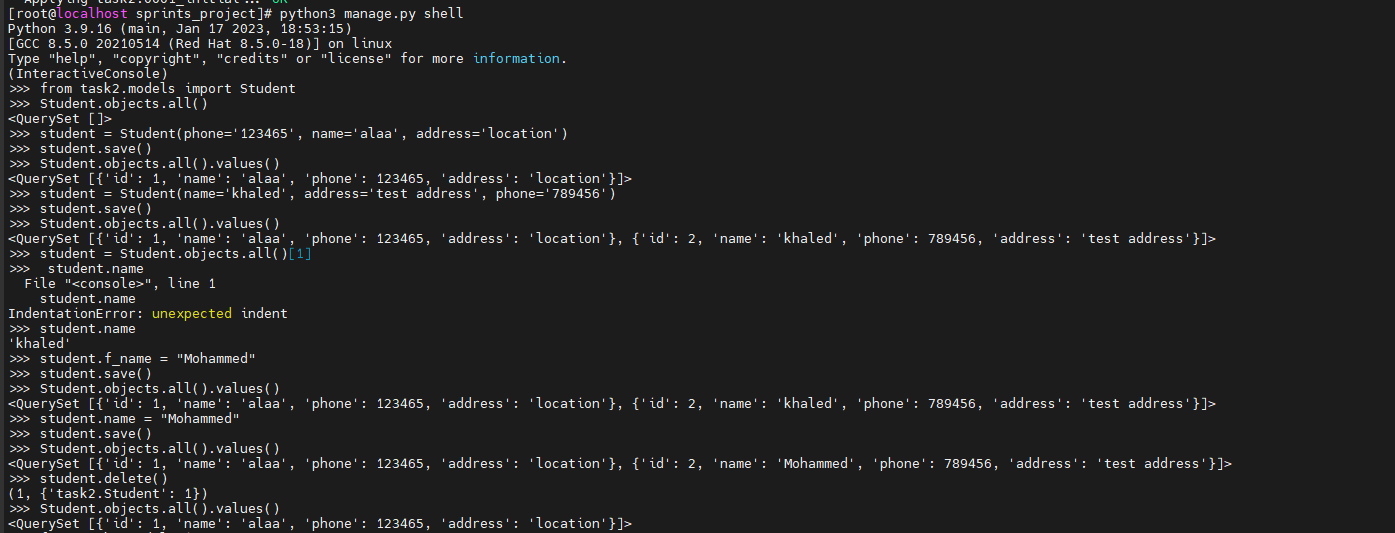 Applying task2.0001_initial... OK
[root@localhost sprints_project]# python3 manage.py shell
Python 3.9.16 (main, Jan 17 2023, 18:53:15)
[GCC 8.5.0 20210514 (Red Hat 8.5.0-18)] on linux
Type "help", "copyright", "credits" or "license" for more information.
(InteractiveConsole)
>>> from task2.models import Student
>>> Student.objects.all()
<QuerySet []>
>>> student = Student(phone='123465', name='alaa', address='location')
>>> student.save()
>>> Student.objects.all().values()
<QuerySet [{'id': 1, 'name': 'alaa', 'phone': 123465, 'address': 'location'}]>
>>> student = Student(name='khaled', address='test address', phone='789456')
>>> student.save()
>>> Student.objects.all().values()
<QuerySet [{'id': 1, 'name': 'alaa', 'phone': 123465, 'address': 'location'}, {'id': 2, 'name': 'khaled', 'phone': 789456, 'address': 'test address'}]>
>>> student = Student.objects.all()[1]
>>>  student.name
  File "<console>", line 1
    student.name
IndentationError: unexpected indent
>>> student.name
'khaled'
>>> student.f_name = "Mohammed"
>>> student.save()
>>> Student.objects.all().values()
<QuerySet [{'id': 1, 'name': 'alaa', 'phone': 123465, 'address': 'location'}, {'id': 2, 'name': 'khaled', 'phone': 789456, 'address': 'test address'}]>
>>> student.name = "Mohammed"
>>> student.save()
>>> Student.objects.all().values()
<QuerySet [{'id': 1, 'name': 'alaa', 'phone': 123465, 'address': 'location'}, {'id': 2, 'name': 'Mohammed', 'phone': 789456, 'address': 'test address'}]>
>>> student.delete()
(1, {'task2.Student': 1})
>>> Student.objects.all().values()
<QuerySet [{'id': 1, 'name': 'alaa', 'phone': 123465, 'address': 'location'}]>